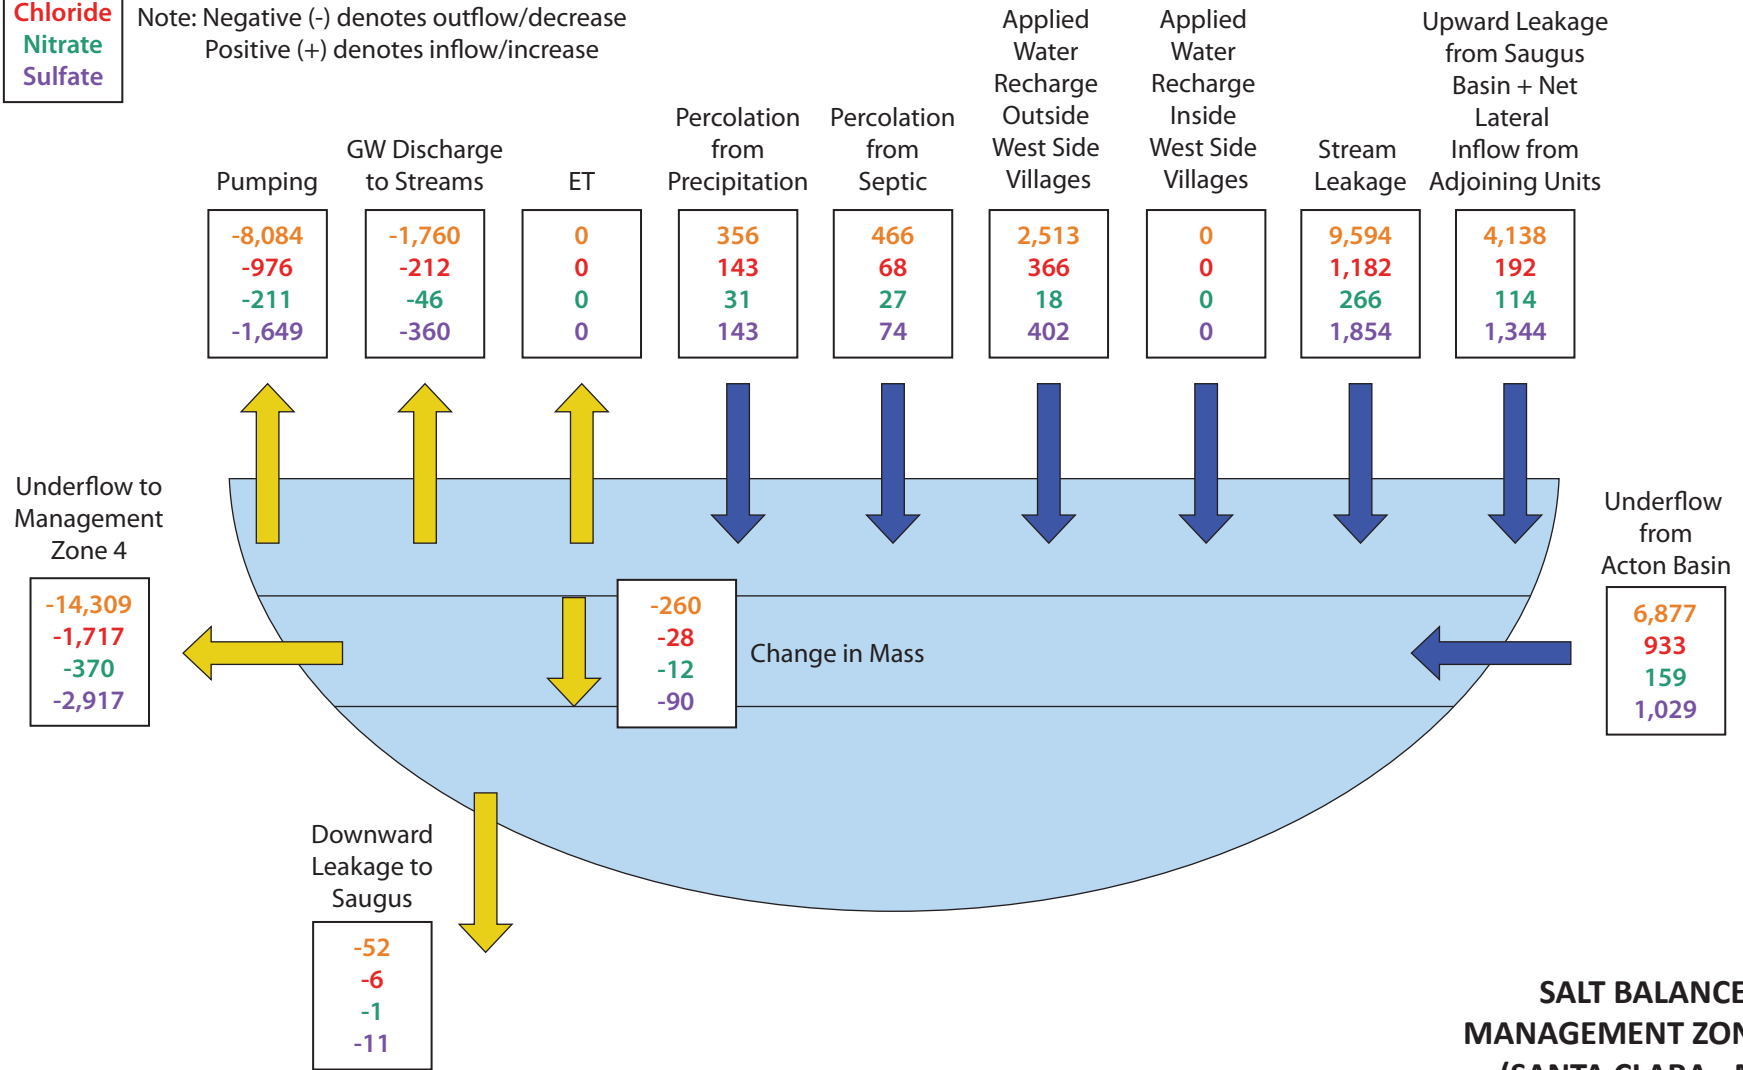 Chloride
Nitrate
Sulfate
Note: Negative (-) denotes outflow/decrease
Positive (+) denotes inflow/increase
Pumping
GW Discharge
to Streams
ET
Percolation
from
Precipitation
Percolation
from
Septic
Applied
Water
Recharge
Outside
West Side
Villages
Applied
Water
Recharge
Inside
West Side
Villages
Stream
Leakage
Upward Leakage
from Saugus
Basin + Net
Lateral
Inflow from
Adjoining Units
-8,084
-976
-211
-1,649
-1,760
-212
-46
-360
0
0
0
0
356
143
31
143
466
68
27
74
2,513
366
18
402
0
0
0
0
9,594
1,182
266
1,854
4,138
192
114
1,344
Underflow to
Management
Zone 4
-14,309
-1,717
-370
-2,917
-260
-28
-12
-90
Change in Mass
Underflow
from
Acton Basin
6,877
933
159
1,029
Downward
Leakage to
Saugus
-52
-6
-1
-11
SALT BALANCE
MANAGEMENT ZON
(SANTA CLARA -